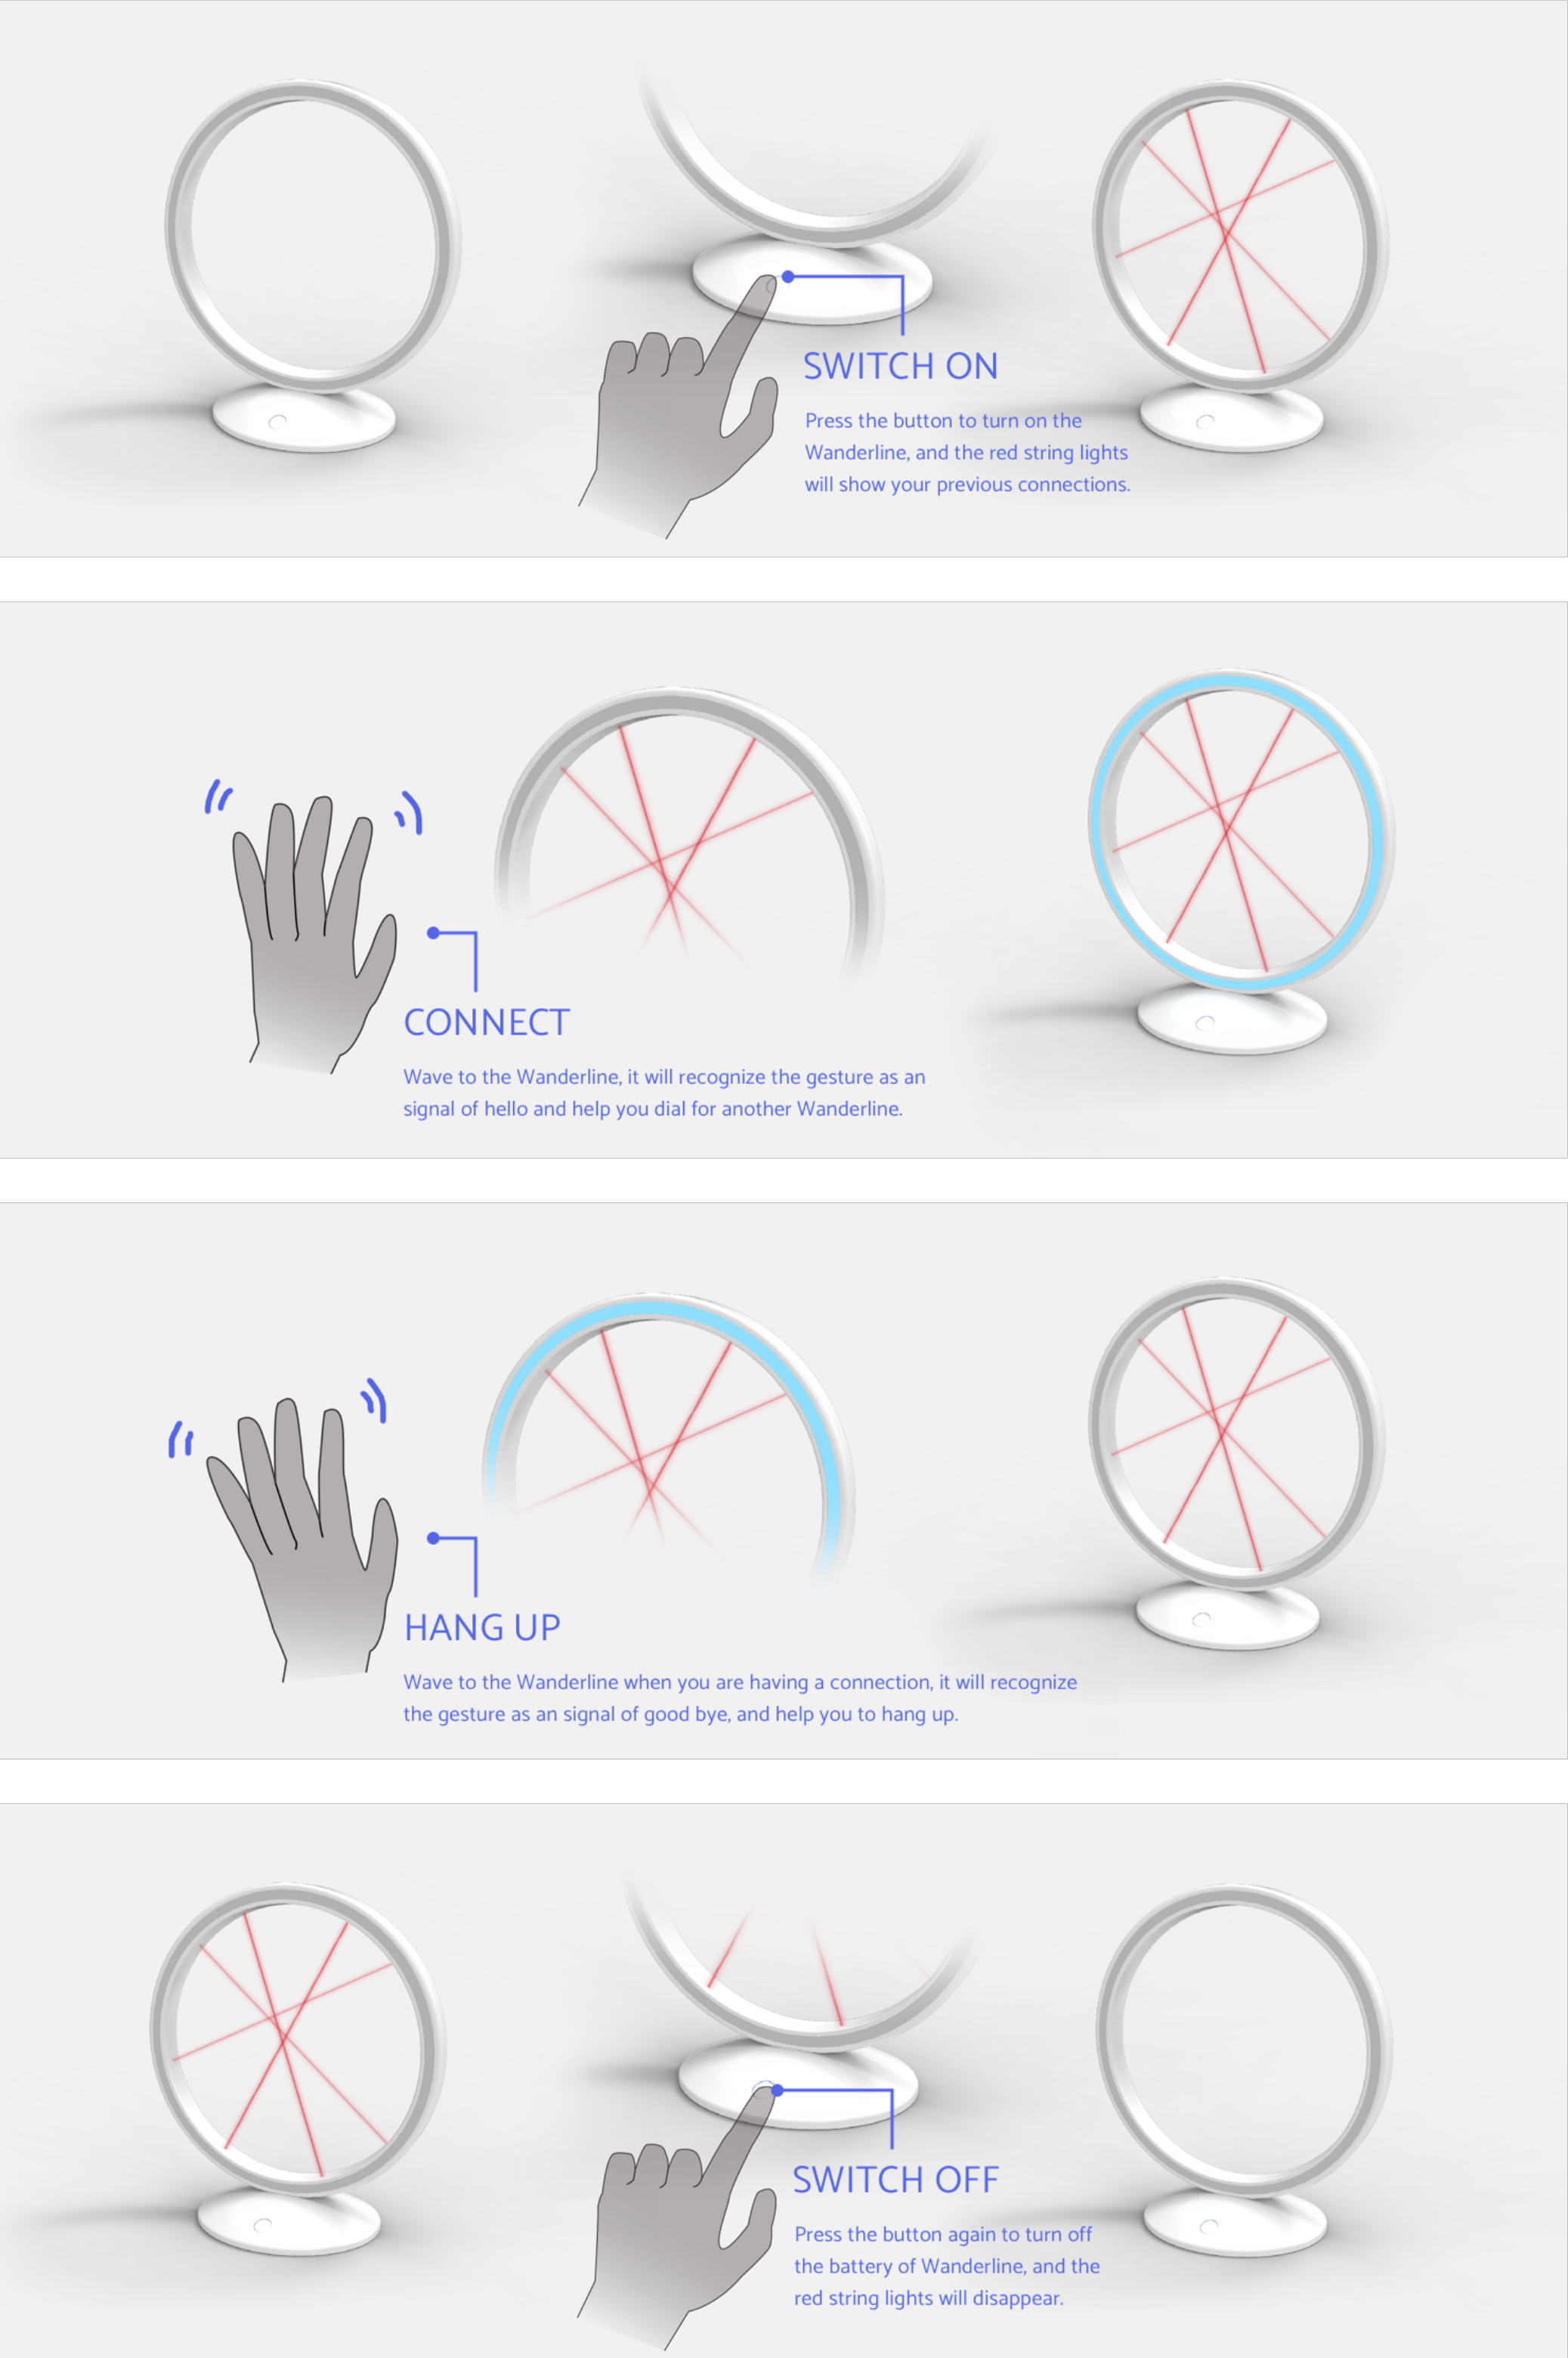 SWITCH ON
Press the button to turn on the
Wanderline, and the red string lights
will show your previous connections.
CONNECT
Wave to the Wanderline, it will recognize the gesture as an
signal of hello and help you dial for another Wanderline.
HANG UP
Wave to the Wanderline when you are having a connection, it will recognize
the gesture as an signal of good bye, and help you to hang up.
SWITCH OFF
Press the button again to turn off
the battery of Wanderline, and the
red string lights will disappear.